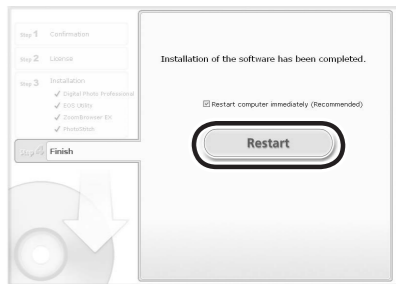 Step 1 Confirmation
Step 2 License
Step 3 Installation
Digital Photo Professional
EOS Utility
ZoomBrowser EX
PhotoStitch
Step 4 Finish
Installation of the software has been completed.
Restart computer immediately (Recommended)
Restart